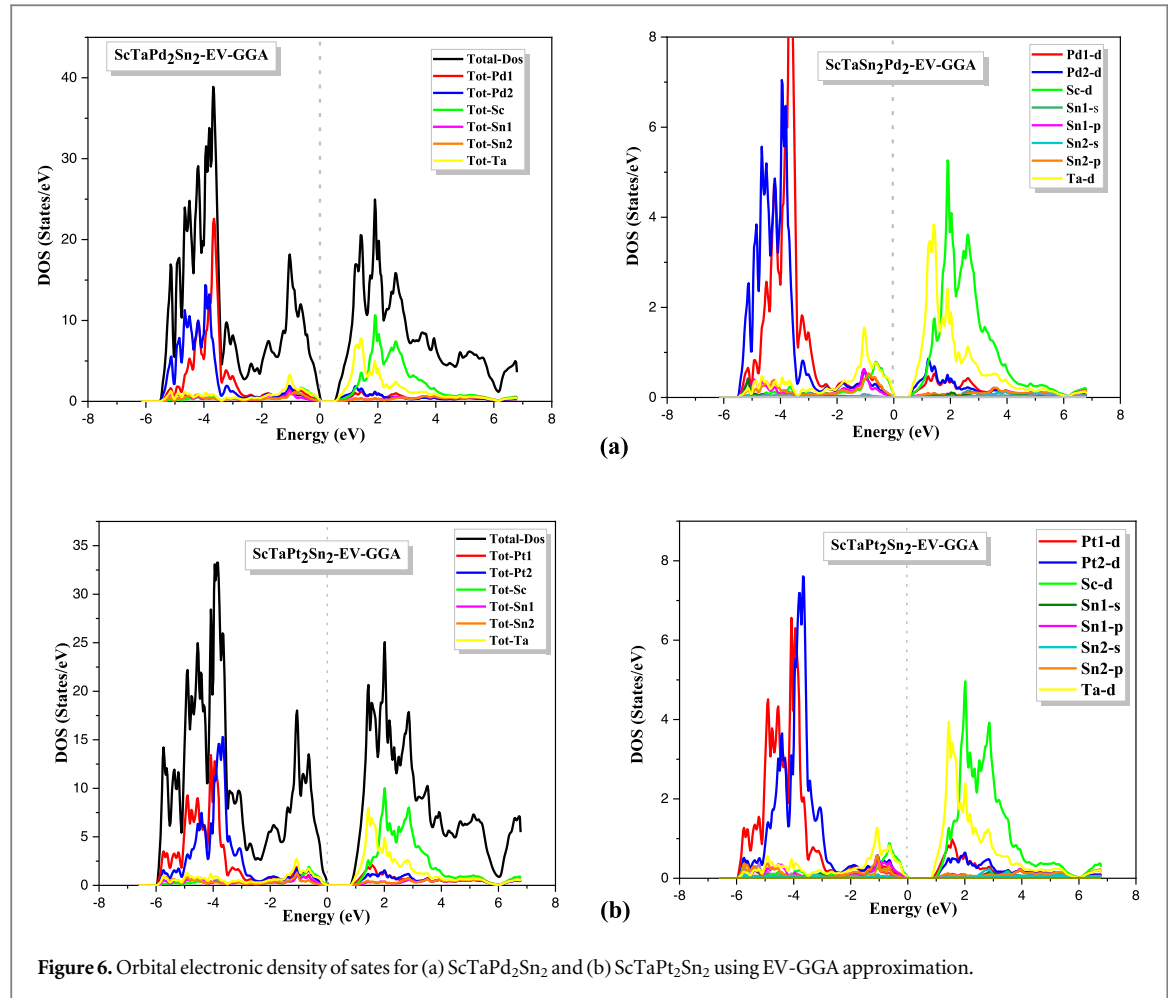 ScTaPd2Sn2-EV-GGA
Total-Dos
Tot-Pd1
Tot-Pd2
Tot-Sc
Tot-Sn1
Tot-Sn2
Tot-Ta
DOS (States/eV)
40
30
20
10
0
-8 -6 -4 -2 0 2 4 6 8
Energy (eV)
ScTaSn2Pd2-EV-GGA
Pd1-d
Pd2-d
Sc-d
Sn1-s
Sn1-p
Sn2-s
Sn2-p
Ta-d
DOS (States/eV)
8
6
4
2
0
-8 -6 -4 -2 0 2 4 6 8
Energy (eV)
(a)
ScTaPt2Sn2-EV-GGA
Total-Dos
Tot-Pt1
Tot-Pt2
Tot-Sc
Tot-Sn1
Tot-Sn2
Tot-Ta
DOS (States/eV)
35
30
25
20
15
10
5
0
-8 -6 -4 -2 0 2 4 6 8
Energy (eV)
ScTaPt2Sn2-EV-GGA
Pt1-d
Pt2-d
Sc-d
Sn1-s
Sn1-p
Sn2-s
Sn2-p
Ta-d
DOS (States/eV)
8
6
4
2
0
-8 -6 -4 -2 0 2 4 6 8
Energy (eV)
(b)
Figure 6. Orbital electronic density of sates for (a) ScTaPd2Sn2 and (b) ScTaPt2Sn2 using EV-GGA approximation.